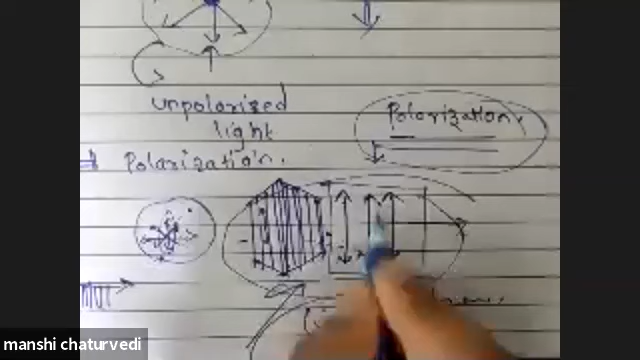 Unpolarized
light
Polarization,
Polarization.
manshi chaturvedi